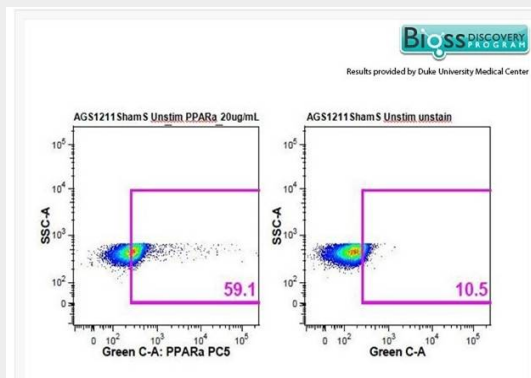 Bioss DISCOVERY
PROGRAM
Results provided by Duke University Medical Center
AGS1211ShamS Unstim PPARa_20ug/mL
10⁵
10⁴
10³
10²
0
SSC-A
59.1
0 10² 10³ 10⁴ 10⁵
Green C-A: PPARa PC5
AGS1211ShamS Unstim unstain
10⁵
10⁴
10³
10²
0
SSC-A
10.5
0 10² 10³ 10⁴ 10⁵
Green C-A